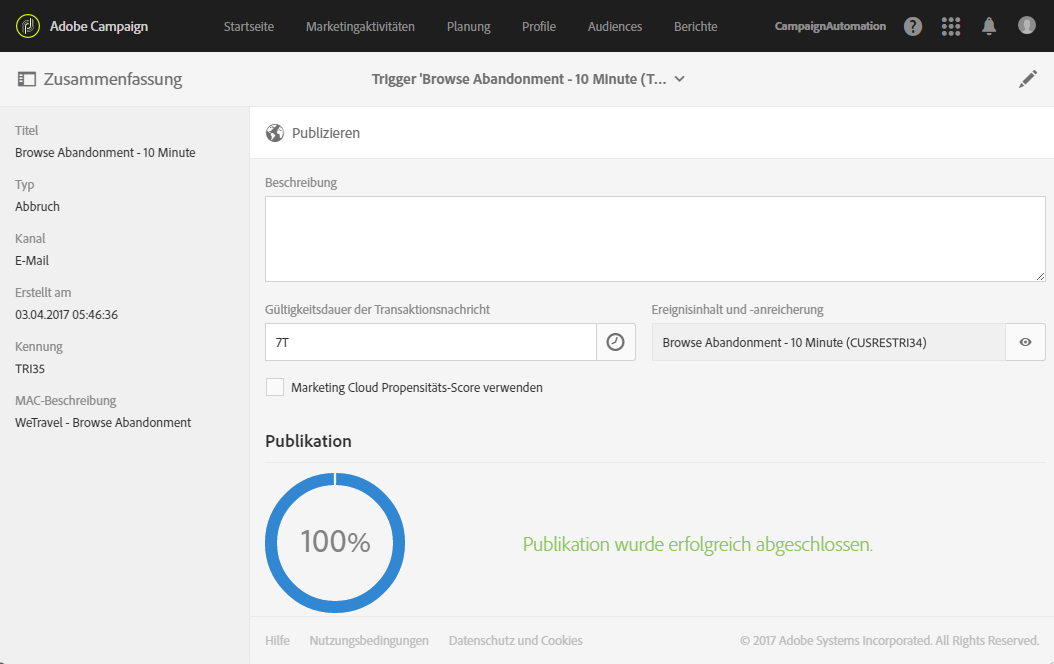 Adobe Campaign
Startseite
Marketingaktivitäten
Planung
Profile
Audiences
Berichte
CampaignAutomation
Zusammenfassung
Trigger 'Browse Abandonment - 10 Minute (T...
Titel
Browse Abandonment - 10 Minute
Typ
Abbruch
Kanal
E-Mail
Erstellt am
03.04.2017 05:46:36
Kennung
TRI35
MAC-Beschreibung
WeTravel - Browse Abandonment
Publizieren
Beschreibung
Gültigkeitsdauer der Transaktionsnachricht
7T
Ereignisinhalt und -anreicherung
Browse Abandonment - 10 Minute (CUSRESTRI34)
Marketing Cloud Propensitäts-Score verwenden
Publikation
100%
Publikation wurde erfolgreich abgeschlossen.
Hilfe
Nutzungsbedingungen
Datenschutz und Cookies
© 2017 Adobe Systems Incorporated. All Rights Reserved.